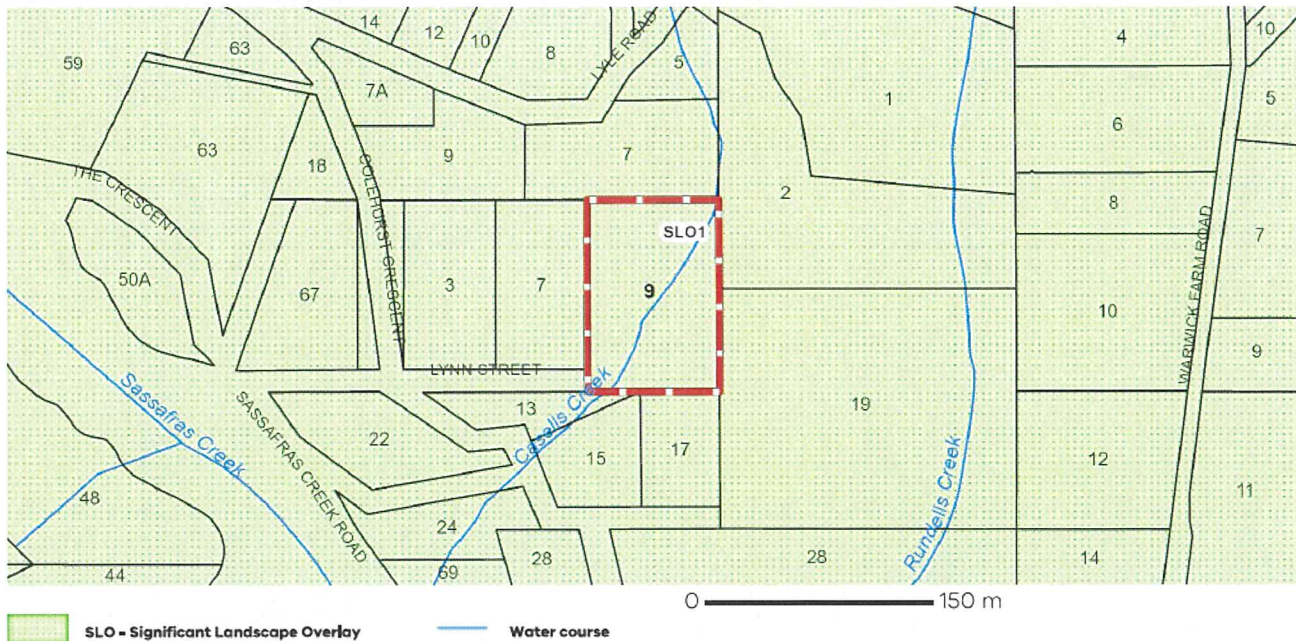 14
12
10
8
LYLE ROAD
5
4
10
59
63
7A
1
6
5
63
18
9
7
2
8
THE CRESCENT
COLEHURST CRESCENT
SLO1
WARWICK FARM ROAD
7
50A
67
3
7
9
10
9
LYNN STREET
Sassafras Creek
SASSAFRAS CREEK ROAD
22
13
Casalls Creek
15
17
19
Rundells Creek
12
11
48
24
28
28
14
44
69
0 150 m
SLO - Significant Landscape Overlay
Water course